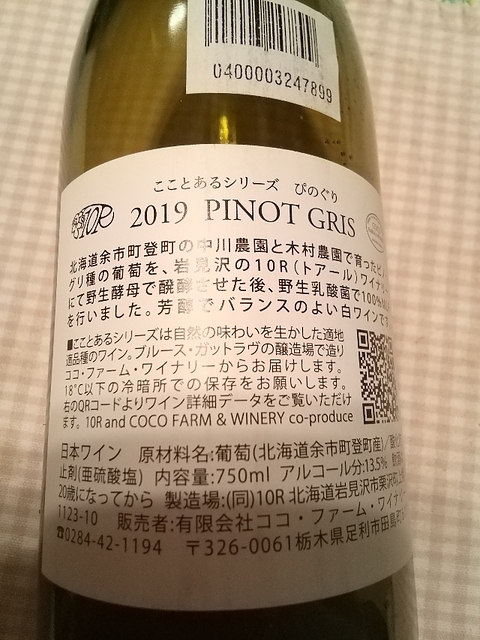 0400003247899
こことあるシリーズ ぴのぐり
10R 2019 PINOT GRIS
北海道余市町登町の中川農園と木村農園で育ったピノ
グリ種の葡萄を、岩見沢の10R(トアール)ワイナリー
にて野生酵母で醗酵させた後、野生乳酸菌で100%
を行いました。芳醇でバランスのよい白ワインで
■こことあるシリーズは自然の味わいを生かした適地
適品種のワイン。ブルース・ガットラヴの醸造場で造り
ココ・ファーム・ワイナリーからお届けします。
18℃以下の冷暗所での保存をお願いします。
右のQRコードよりワイン詳細データをご覧いただけ
ます。10R and COCO FARM & WINERY co-produce
日本ワイン 原材料名:葡萄(北海道余市町登町産)/酸
止剤(亜硫酸塩) 内容量:750ml アルコール分:13.5%
20歳になってから 製造場:(同)10R 北海道岩見沢市栗沢町
1123-10 販売者:有限会社ココ・ファーム・ワイナ
☎0284-42-1194 〒326-0061栃木県足利市田島町